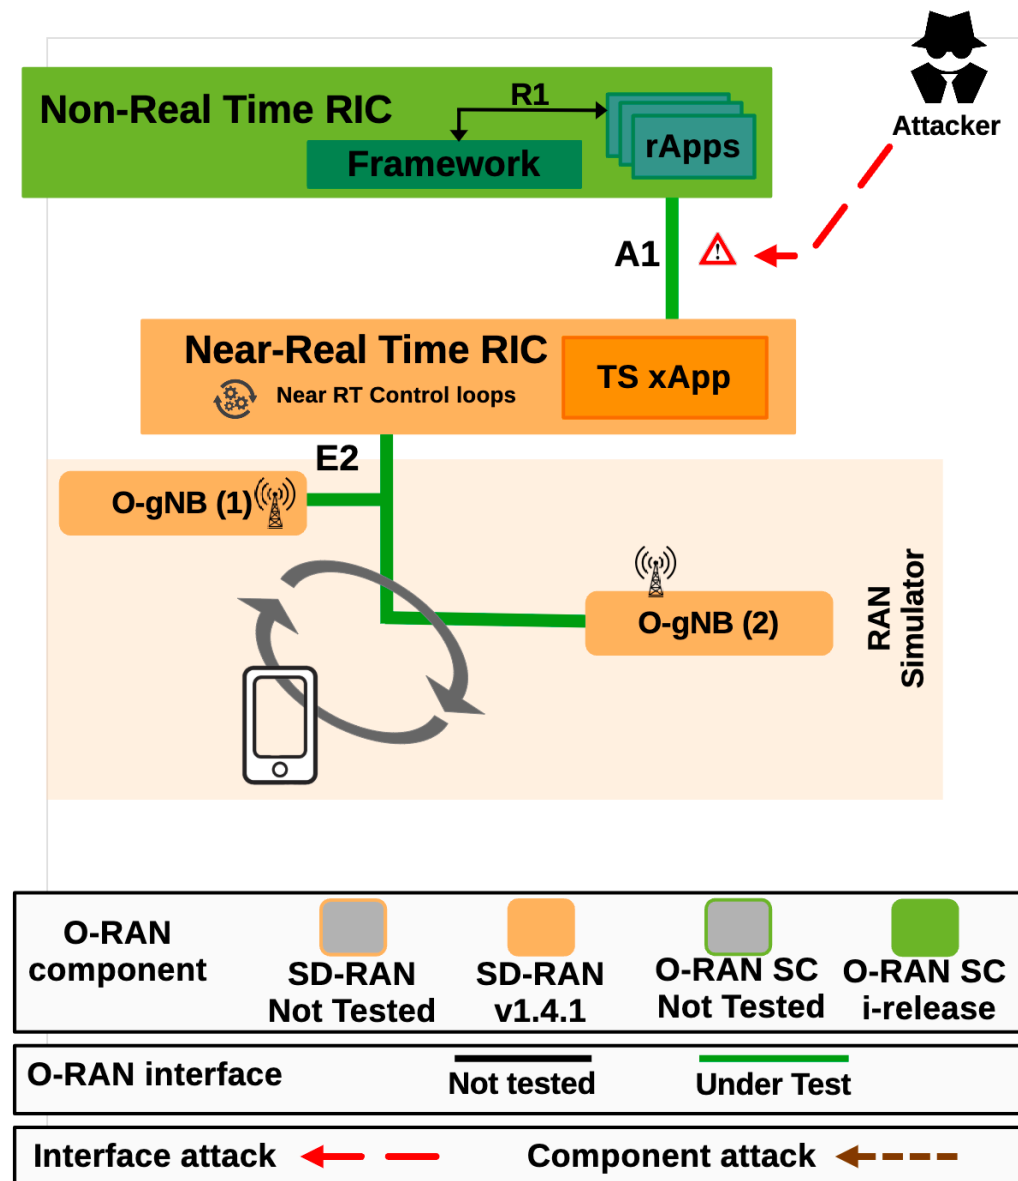 Attacker
Non-Real Time RIC
R1
Framework
rApps
A1
Near-Real Time RIC
Near RT Control loops
TS xApp
E2
O-gNB (1)
O-gNB (2)
RAN
Simulator
O-RAN
component
SD-RAN
Not Tested
SD-RAN
v1.4.1
O-RAN SC
Not Tested
O-RAN SC
i-release
O-RAN interface
Not tested
Under Test
Interface attack
Component attack